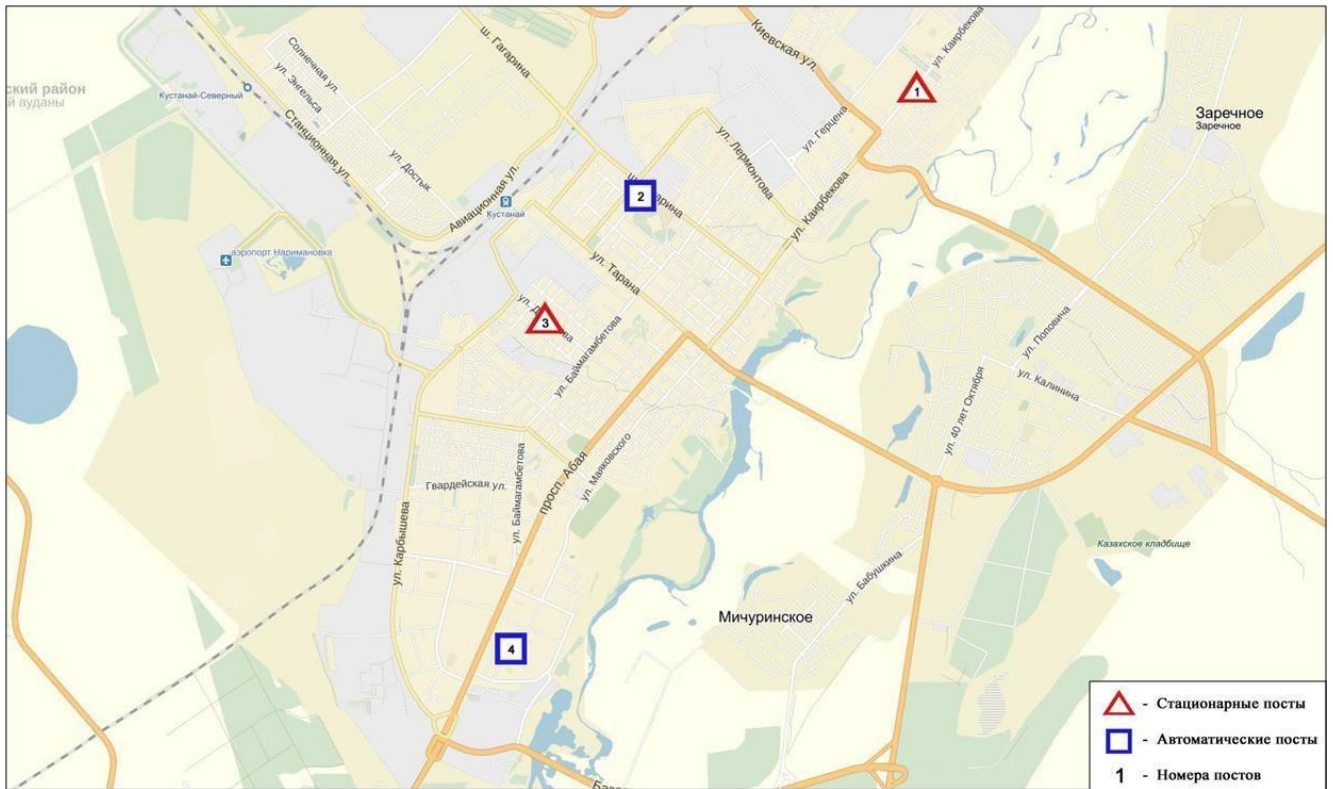 ш. Гагарина
Киевская ул.
ул. Каирбекова
Солнечная ул.
ул. Энгельса
ский район
й ауданы
Кустанай-Северный
1
Заречное
Заречное
Станционная ул.
ул. Достык
ул. Герцена
ул. Лермонтова
Авиационная ул.
2
Кустанай
ул. Каирбекова
аэропорт Наримановка
ул. Тарана
3
ул. Баймагамбетова
ул. Поповича
ул. Калинина
ул. 40 лет Октября
просп. Абая
ул. Маяковского
ул. Баймагамбетова
Гвардейская ул.
ул. Карбышева
Казахское кладбище
ул. Бабушкина
Мичуринское
4
- Стационарные посты
- Автоматические посты
1 - Номера постов